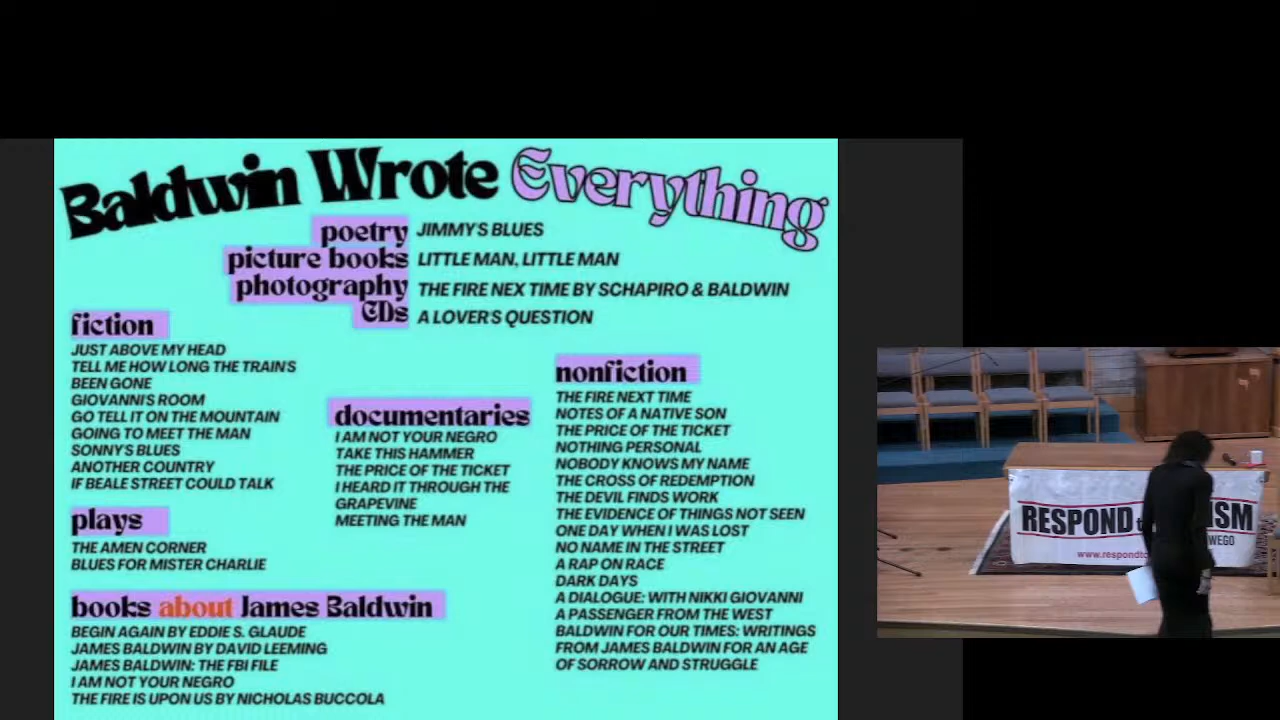 Baldwin Wrote Everything
poetry JIMMY'S BLUES
picture books LITTLE MAN, LITTLE MAN
photography THE FIRE NEX TIME BY SCHAPIRO & BALDWIN
CDs A LOVER'S QUESTION
fiction
JUST ABOVE MY HEAD
TELL ME HOW LONG THE TRAIN'S
BEEN GONE
GIOVANNI'S ROOM
GO TELL IT ON THE MOUNTAIN
GOING TO MEET THE MAN
SONNY'S BLUES
ANOTHER COUNTRY
IF BEALE STREET COULD TALK
plays
THE AMEN CORNER
BLUES FOR MISTER CHARLIE
books about James Baldwin
BEGIN AGAIN BY EDDIE S. GLAUDE
JAMES BALDWIN BY DAVID LEEMING
JAMES BALDWIN: THE FBI FILE
I AM NOT YOUR NEGRO
THE FIRE IS UPON US BY NICHOLAS BUCCOLA
documentaries
I AM NOT YOUR NEGRO
TAKE THIS HAMMER
THE PRICE OF THE TICKET
I HEARD IT THROUGH THE
GRAPEVINE
MEETING THE MAN
nonfiction
THE FIRE NEXT TIME
NOTES OF A NATIVE SON
THE PRICE OF THE TICKET
NOTHING PERSONAL
NOBODY KNOWS MY NAME
THE CROSS OF REDEMPTION
THE DEVIL FINDS WORK
THE EVIDENCE OF THINGS NOT SEEN
ONE DAY WHEN I WAS LOST
NO NAME IN THE STREET
A RAP ON RACE
DARK DAYS
A DIALOGUE: WITH NIKKI GIOVANNI
A PASSENGER FROM THE WEST
BALDWIN FOR OUR TIMES: WRITINGS
FROM JAMES BALDWIN FOR AN AGE
OF SORROW AND STRUGGLE
RESPOND